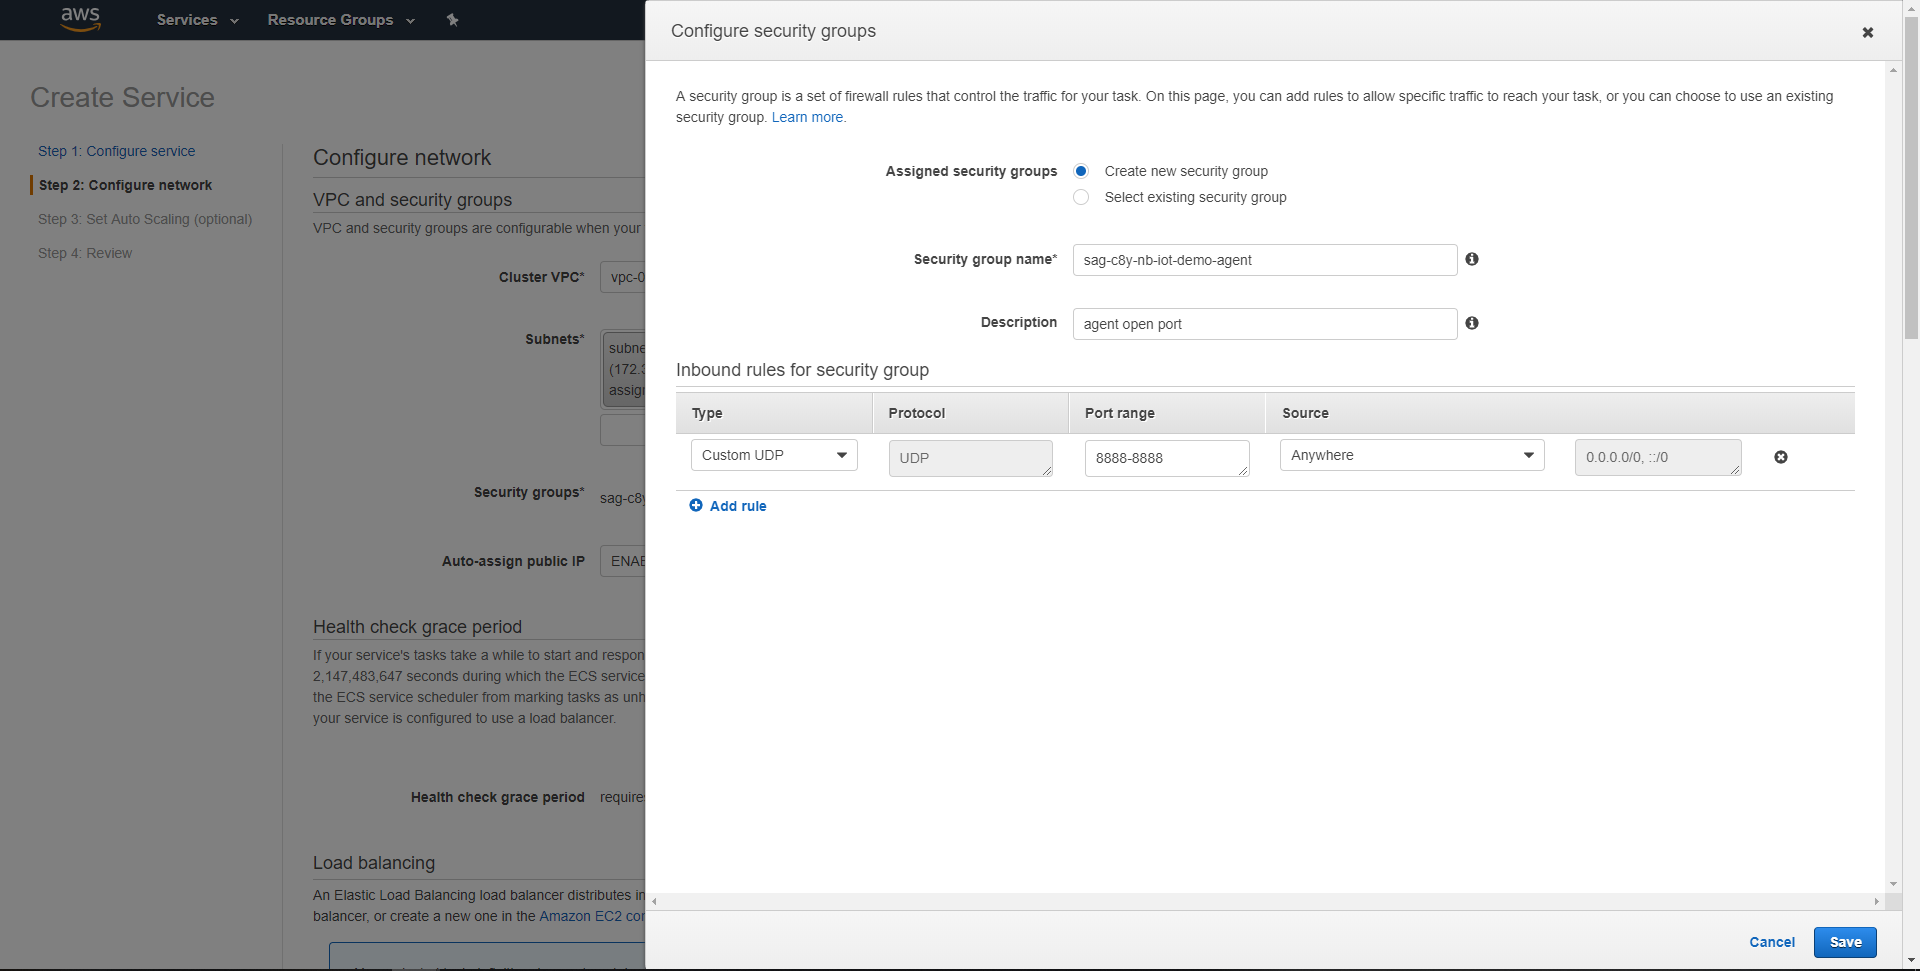 aws
Services
Resource Groups
Create Service
Step 1: Configure service
Step 2: Configure network
Step 3: Set Auto Scaling (optional)
Step 4: Review
Configure network
VPC and security groups
VPC and security groups are configurable when your
Cluster VPC*
vpc-0
Subnets*
subne
(172.3
assign
Security groups*
sag-c8y
Auto-assign public IP
ENAB
Health check grace period
If your service's tasks take a while to start and respon
2,147,483,647 seconds during which the ECS service
the ECS service scheduler from marking tasks as unh
your service is configured to use a load balancer.
Health check grace period
requires
Load balancing
An Elastic Load Balancing load balancer distributes in
balancer, or create a new one in the Amazon EC2 con
Configure security groups
A security group is a set of firewall rules that control the traffic for your task. On this page, you can add rules to allow specific traffic to reach your task, or you can choose to use an existing
security group. Learn more.
Assigned security groups
Create new security group
Select existing security group
Security group name*
sag-c8y-nb-iot-demo-agent
Description
agent open port
Inbound rules for security group
Type Protocol Port range Source
Custom UDP UDP 8888-8888 Anywhere 0.0.0.0/0, ::/0
Add rule
Cancel Save